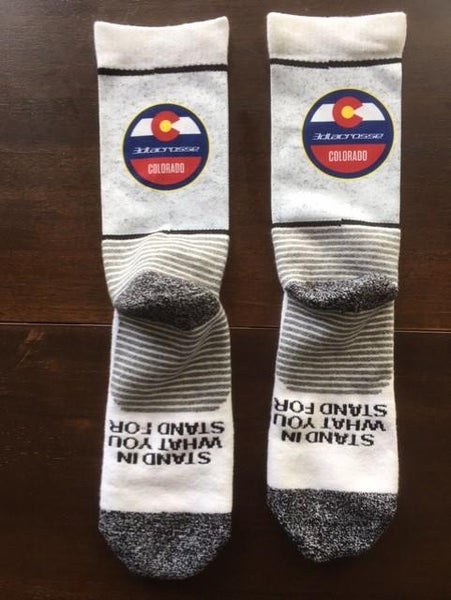 3dlacrosse
COLORADO
3dlacrosse
COLORADO
STAND IN
WHAT YOU
STAND FOR
STAND IN
WHAT YOU
STAND FOR